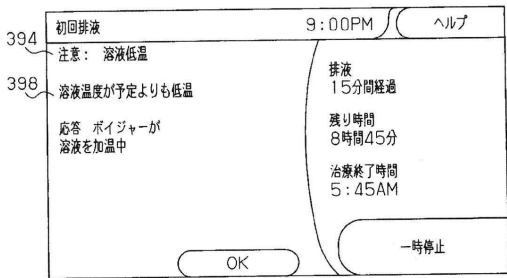 初回排液 9:00PM ヘルプ
394
注意: 溶液低温
398
溶液温度が予定よりも低温
応答 ボイジャーが
溶液を加温中
排液
15分間経過
残り時間
8時間45分
治療終了時間
5:45AM
OK
一時停止